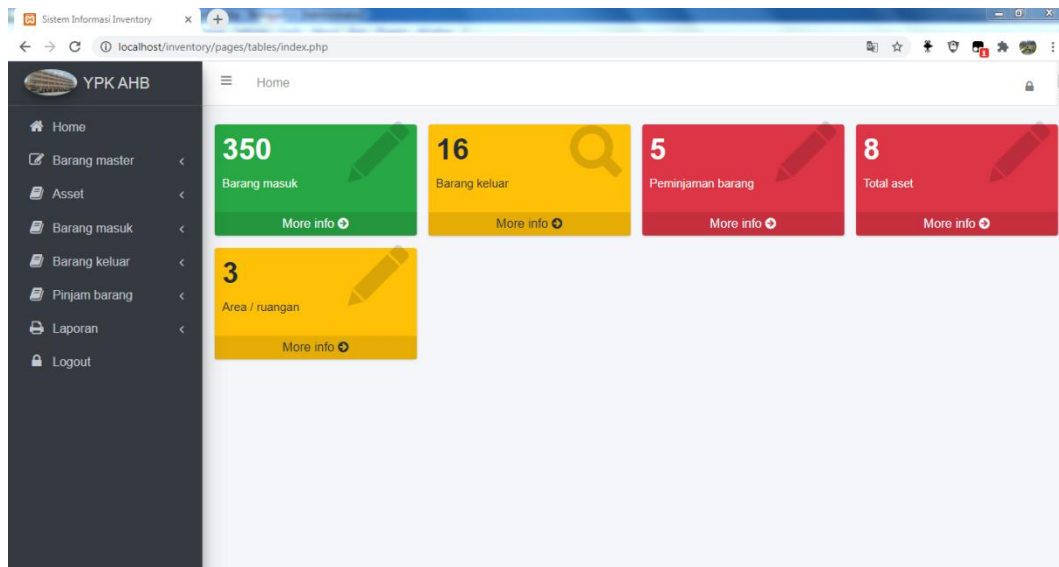 Sistem Informasi Inventory
localhost/inventory/pages/tables/index.php
1
YPK AHB
Home
Home
Barang master
Asset
Barang masuk
Barang keluar
Pinjam barang
Laporan
Logout
350
Barang masuk
More info
16
Barang keluar
More info
5
Peminjaman barang
More info
8
Total aset
More info
3
Area / ruangan
More info